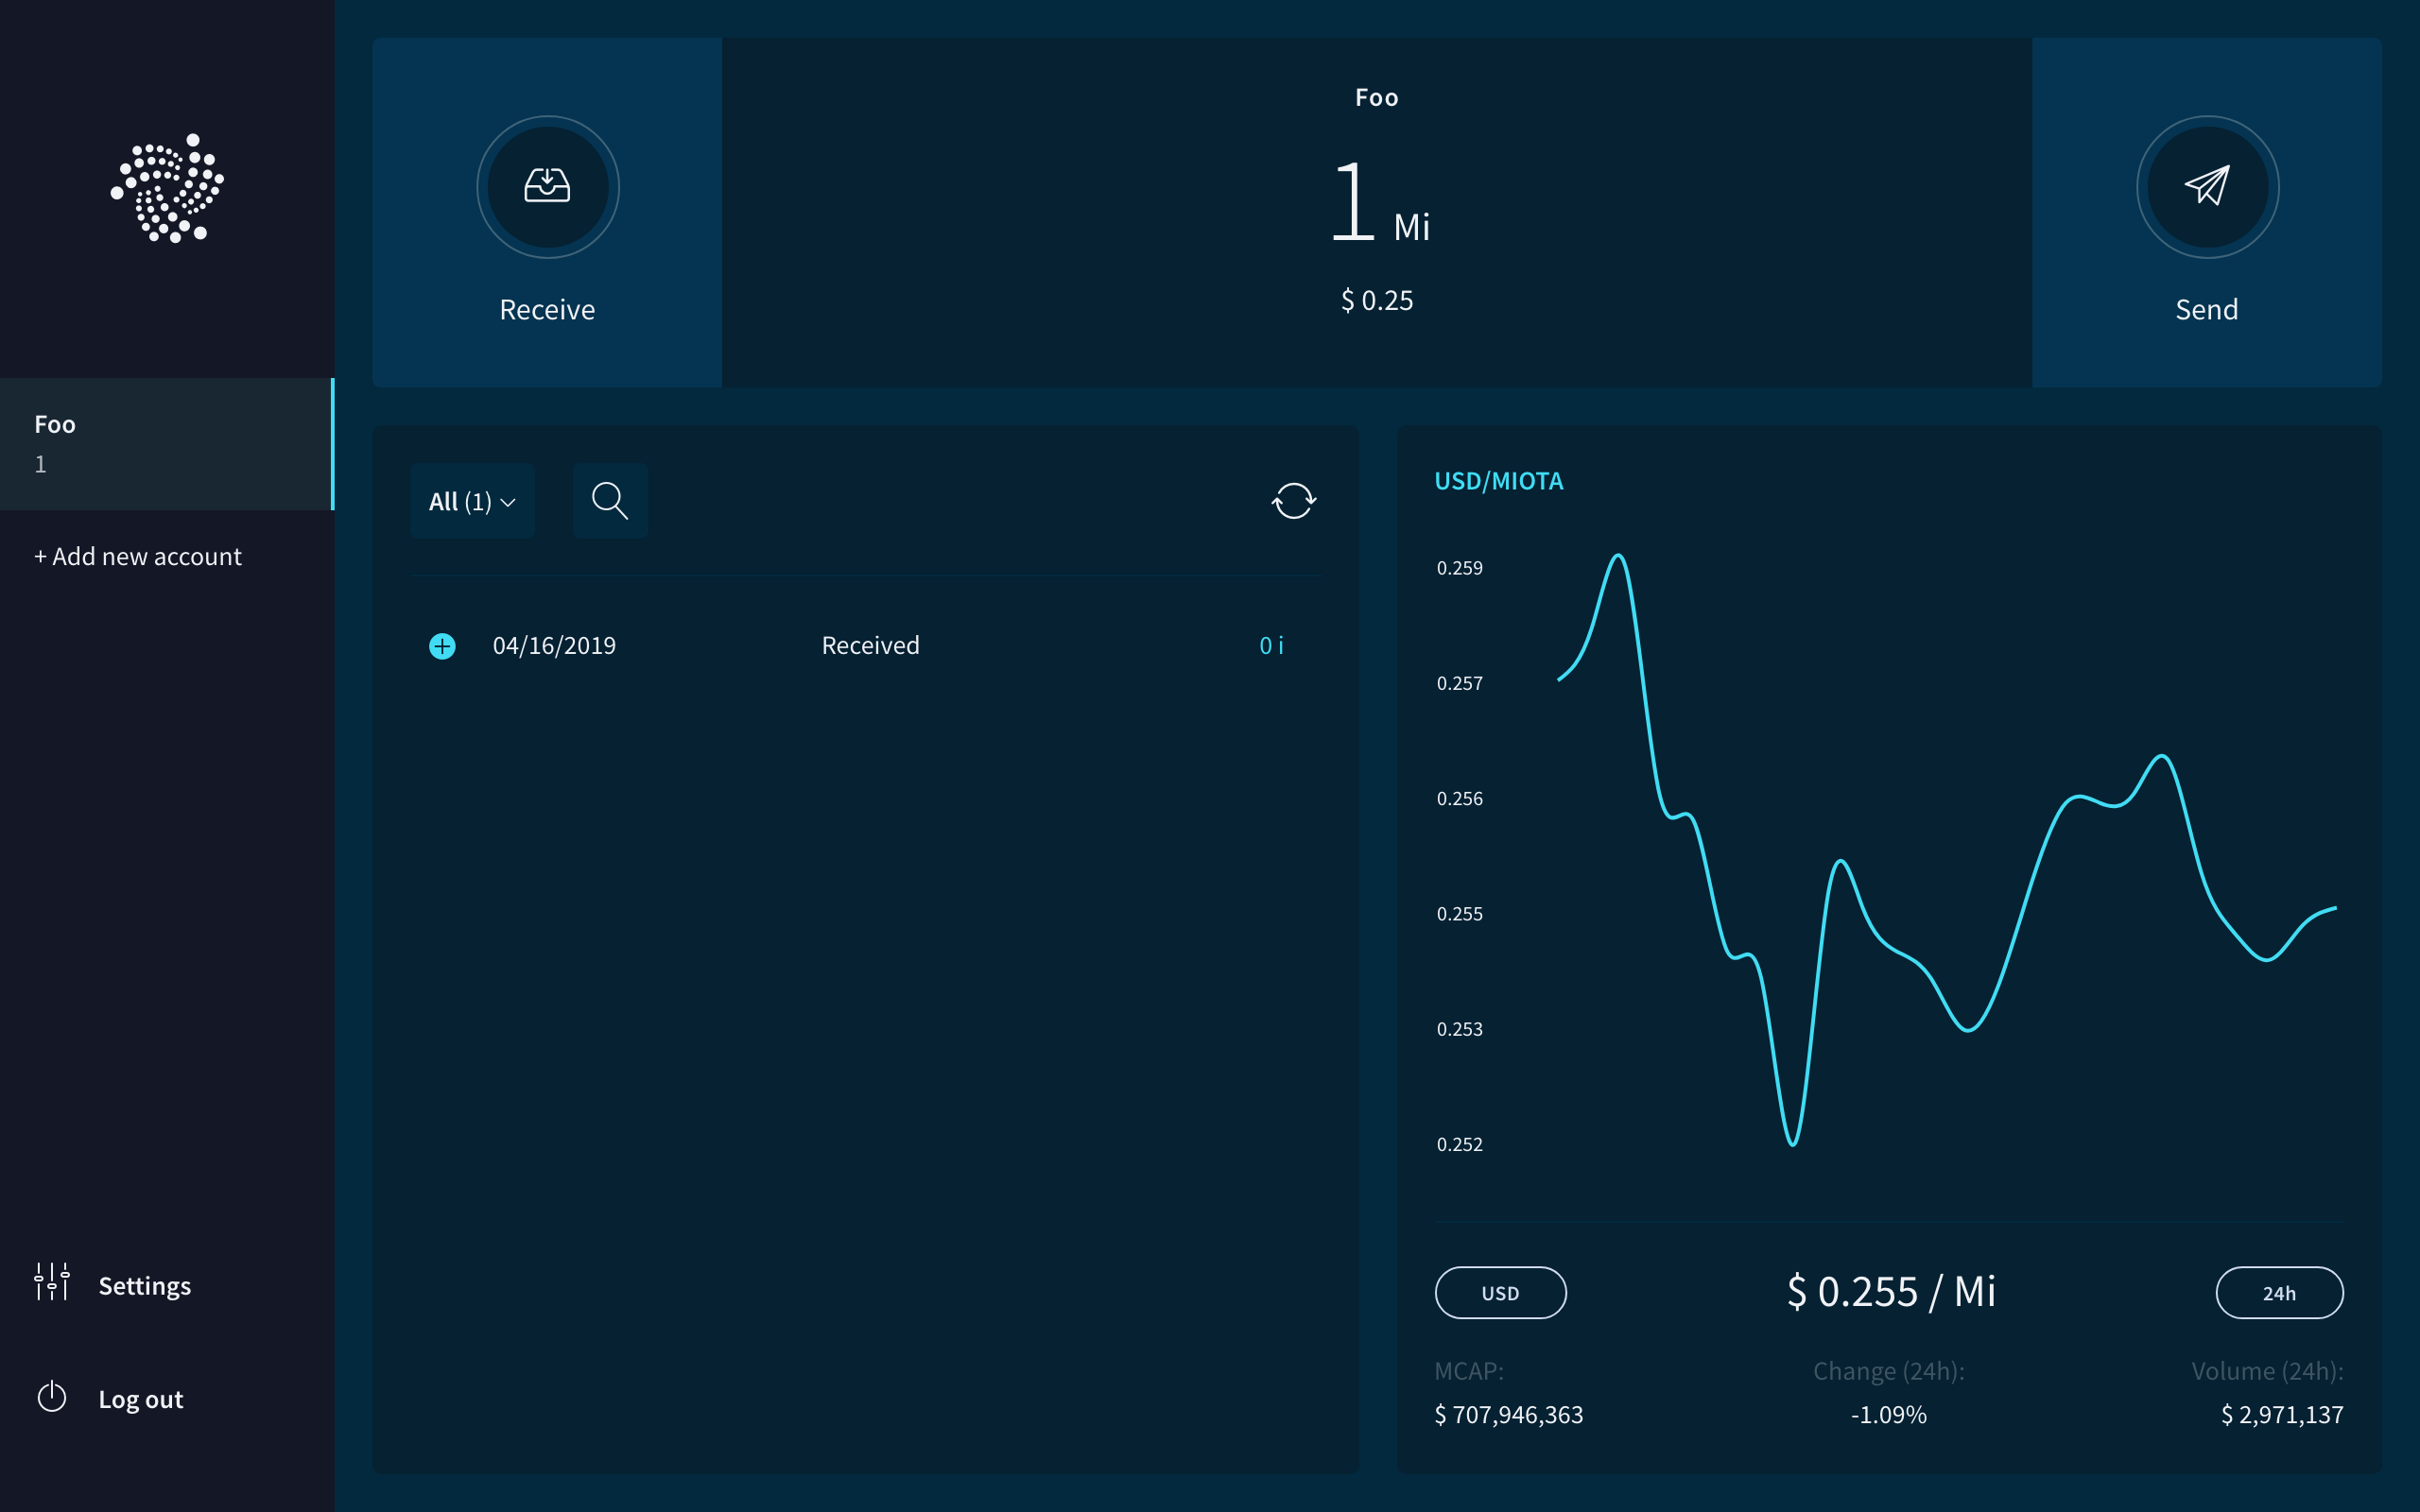 Foo
1
+ Add new account
Settings
Log out
Receive
Foo
1 Mi
$ 0.25
Send
All (1)
04/16/2019 Received 0 i
USD/MIOTA
0.259
0.257
0.256
0.255
0.253
0.252
USD $ 0.255 / Mi 24h
MCAP: Change (24h): Volume (24h):
$ 707,946,363 -1.09% $ 2,971,137